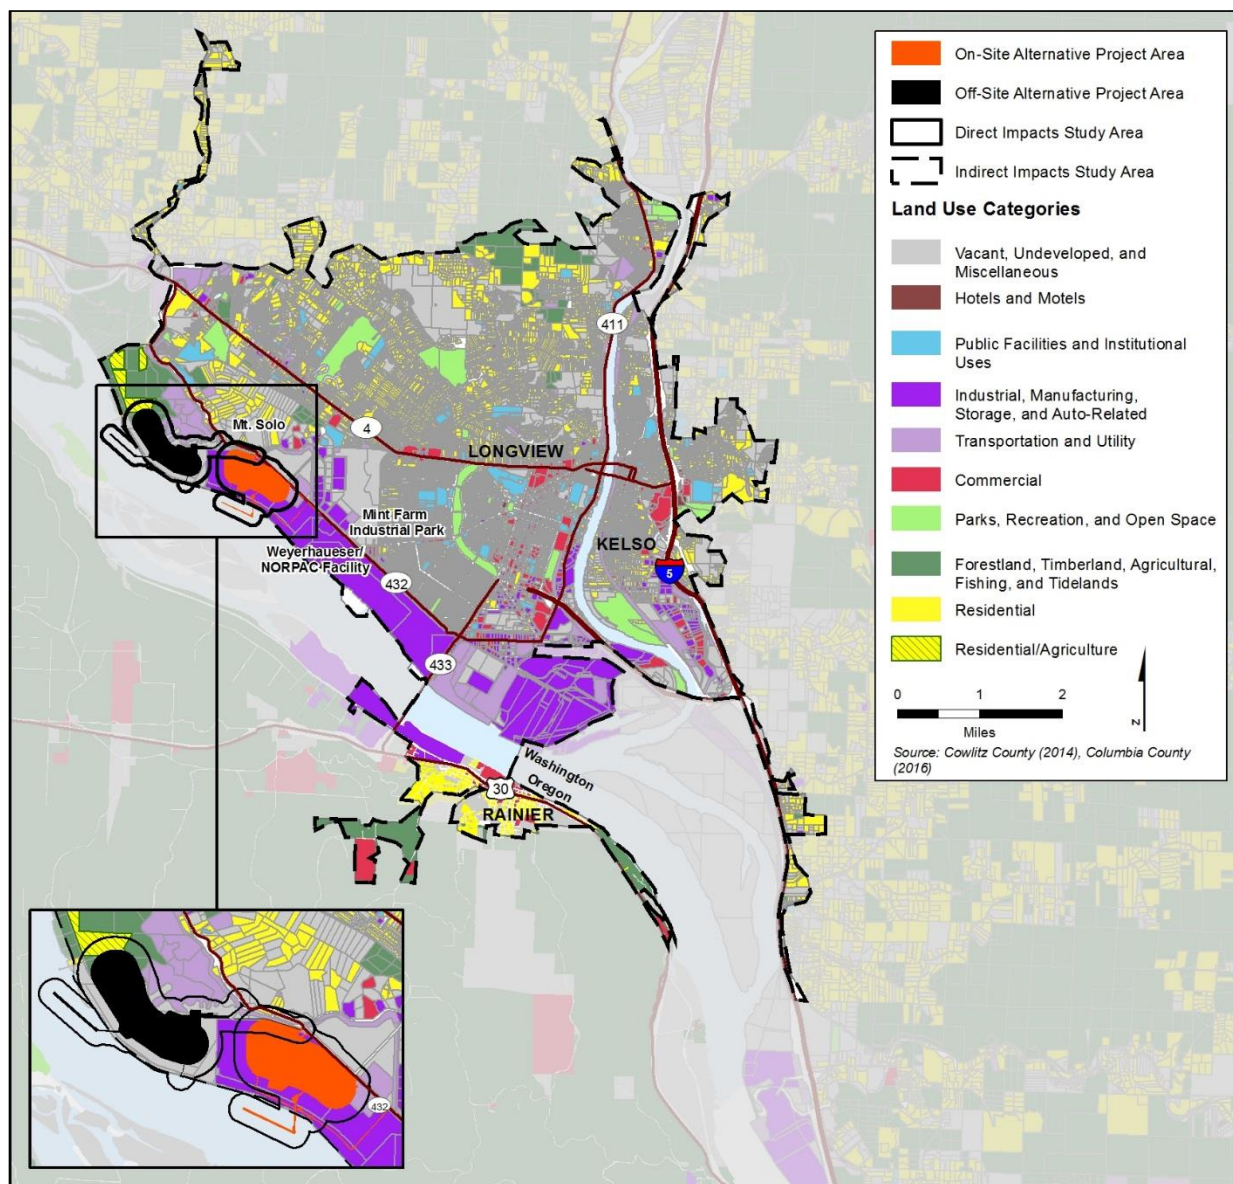 On-Site Alternative Project Area
Off-Site Alternative Project Area
Direct Impacts Study Area
Indirect Impacts Study Area
Land Use Categories
Vacant, Undeveloped, and
Miscellaneous
Hotels and Motels
Public Facilities and Institutional
Uses
Industrial, Manufacturing,
Storage, and Auto-Related
Transportation and Utility
Commercial
Parks, Recreation, and Open Space
Forestland, Timberland, Agricultural,
Fishing, and Tidelands
Residential
Residential/Agriculture
0 1 2
Miles
N
Source: Cowlitz County (2014), Columbia County
(2016)
411
Mt. Solo
4
LONGVIEW
Mint Farm
Industrial Park
KELSO
Weyerhaueser/
NORPAC Facility
5
432
433
Washington
Oregon
30
RAINIER
432